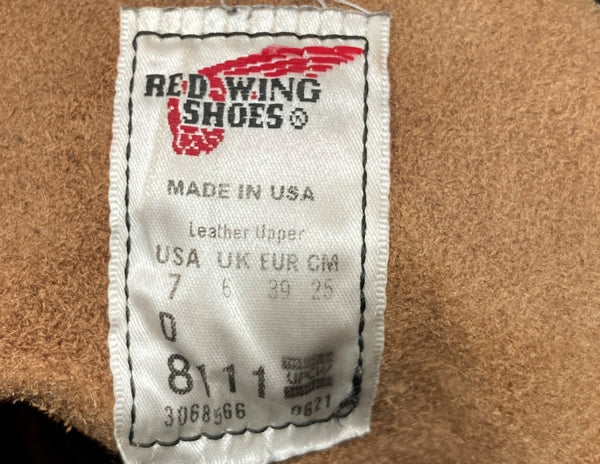 RED WING
SHOES®
MADE IN USA
Leather Upper
USA UK EUR CM
7 6 39 25
D
8111
3068566 0621